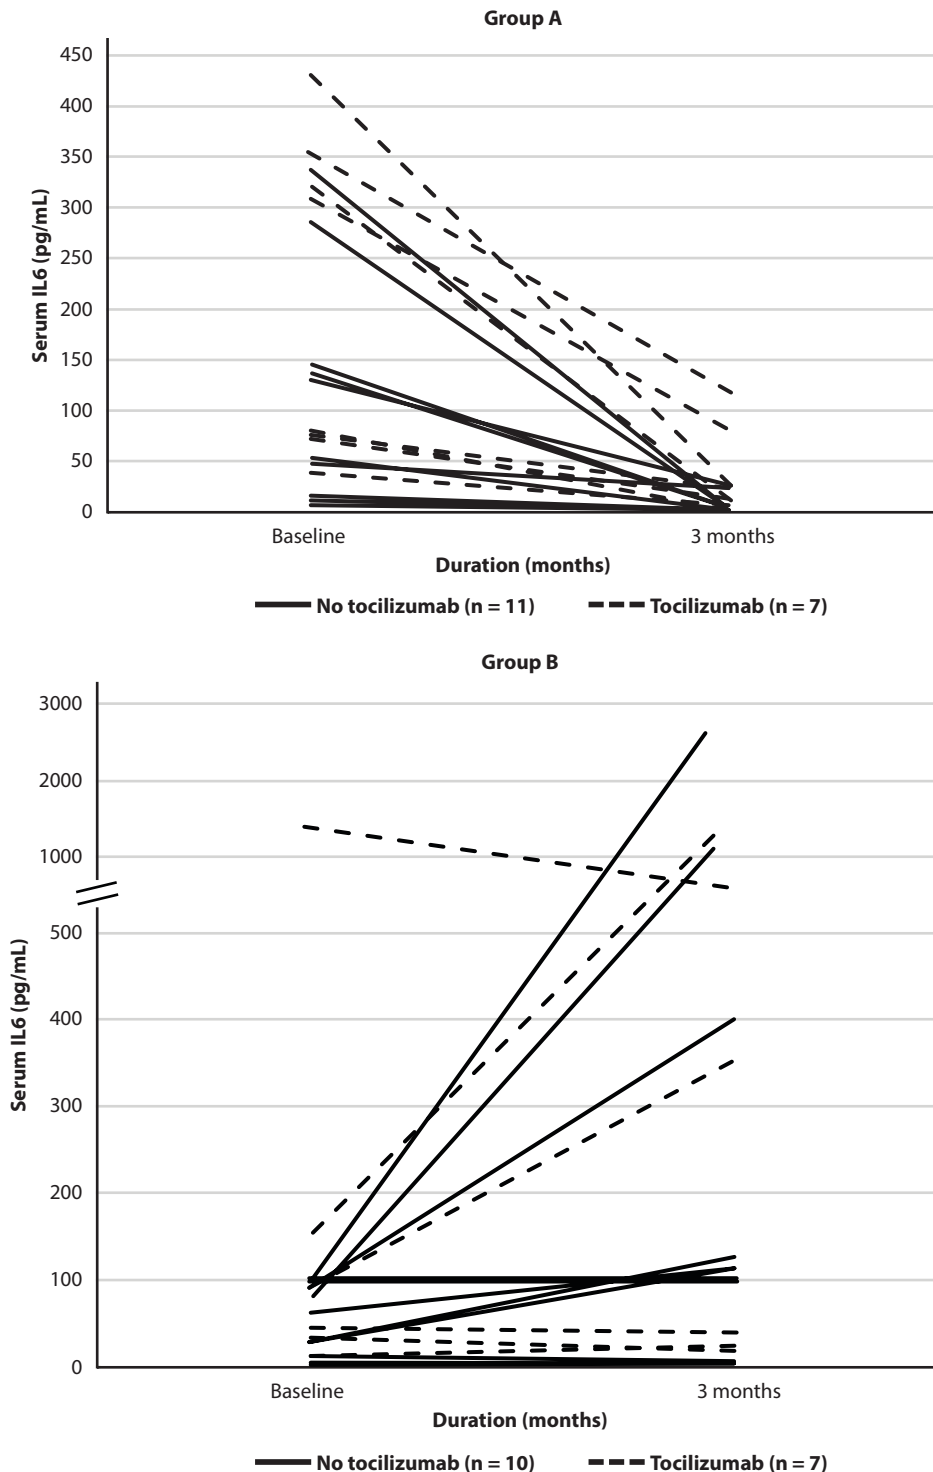 Group A
450
400
350
300
250
200
150
100
50
0
Serum IL6 (pg/mL)
Baseline
3 months
Duration (months)
No tocilizumab (n = 11)
Tocilizumab (n = 7)
Group B
3000
2000
1000
500
400
300
200
100
0
Serum IL6 (pg/mL)
Baseline
3 months
Duration (months)
No tocilizumab (n = 10)
Tocilizumab (n = 7)